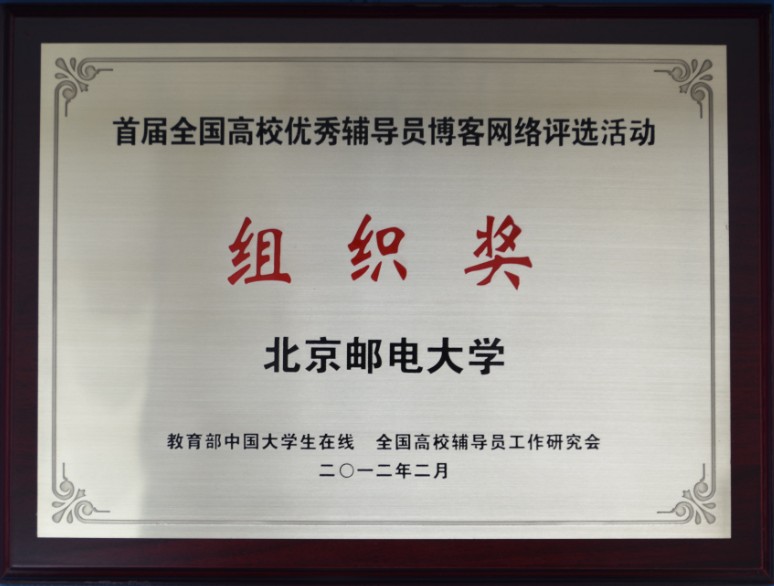 首届全国高校优秀辅导员博客网络评选活动
组织奖
北京邮电大学
教育部中国大学生在线　全国高校辅导员工作研究会
二〇一二年二月